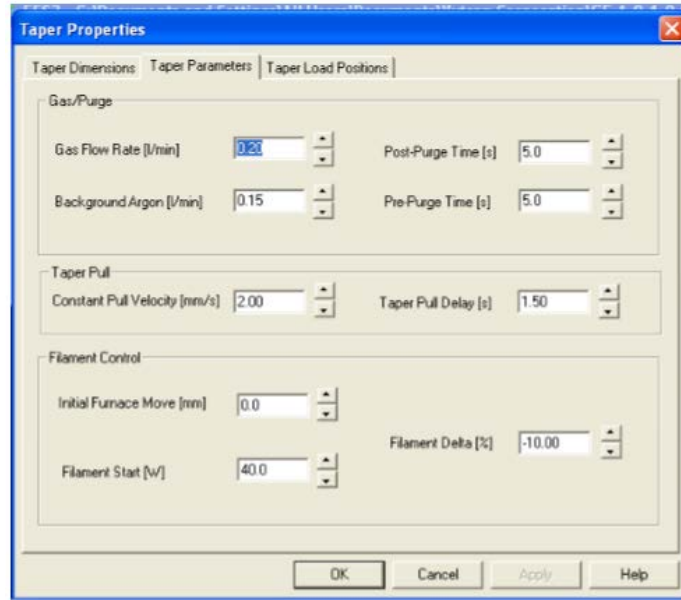 Taper Properties
Taper Dimensions Taper Parameters Taper Load Positions
Gas/Purge
Gas Flow Rate [l/min] 0.20 Post-Purge Time [s] 5.0
Background Argon [l/min] 0.15 Pre-Purge Time [s] 5.0
Taper Pull
Constant Pull Velocity [mm/s] 2.00 Taper Pull Delay [s] 1.50
Filament Control
Initial Furnace Move [mm] 0.0
Filament Delta [%] -10.00
Filament Start [W] 40.0
OK Cancel Apply Help